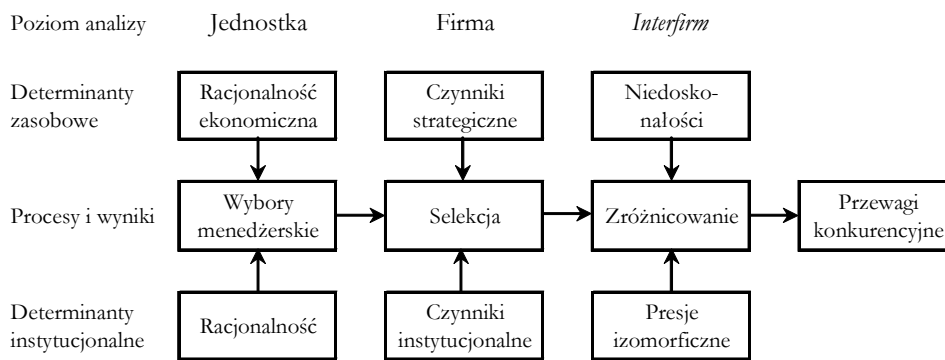 Poziom analizy
Jednostka
Firma
Interfirm
Determinanty
zasobowe
Racjonalność
ekonomiczna
Czynniki
strategiczne
Niedosko-
nałości
Procesy i wyniki
Wybory
menedżerskie
Selekcja
Zróżnicowanie
Przewagi
konkurencyjne
Determinanty
instytucjonalne
Racjonalność
Czynniki
instytucjonalne
Presje
izomorficzne